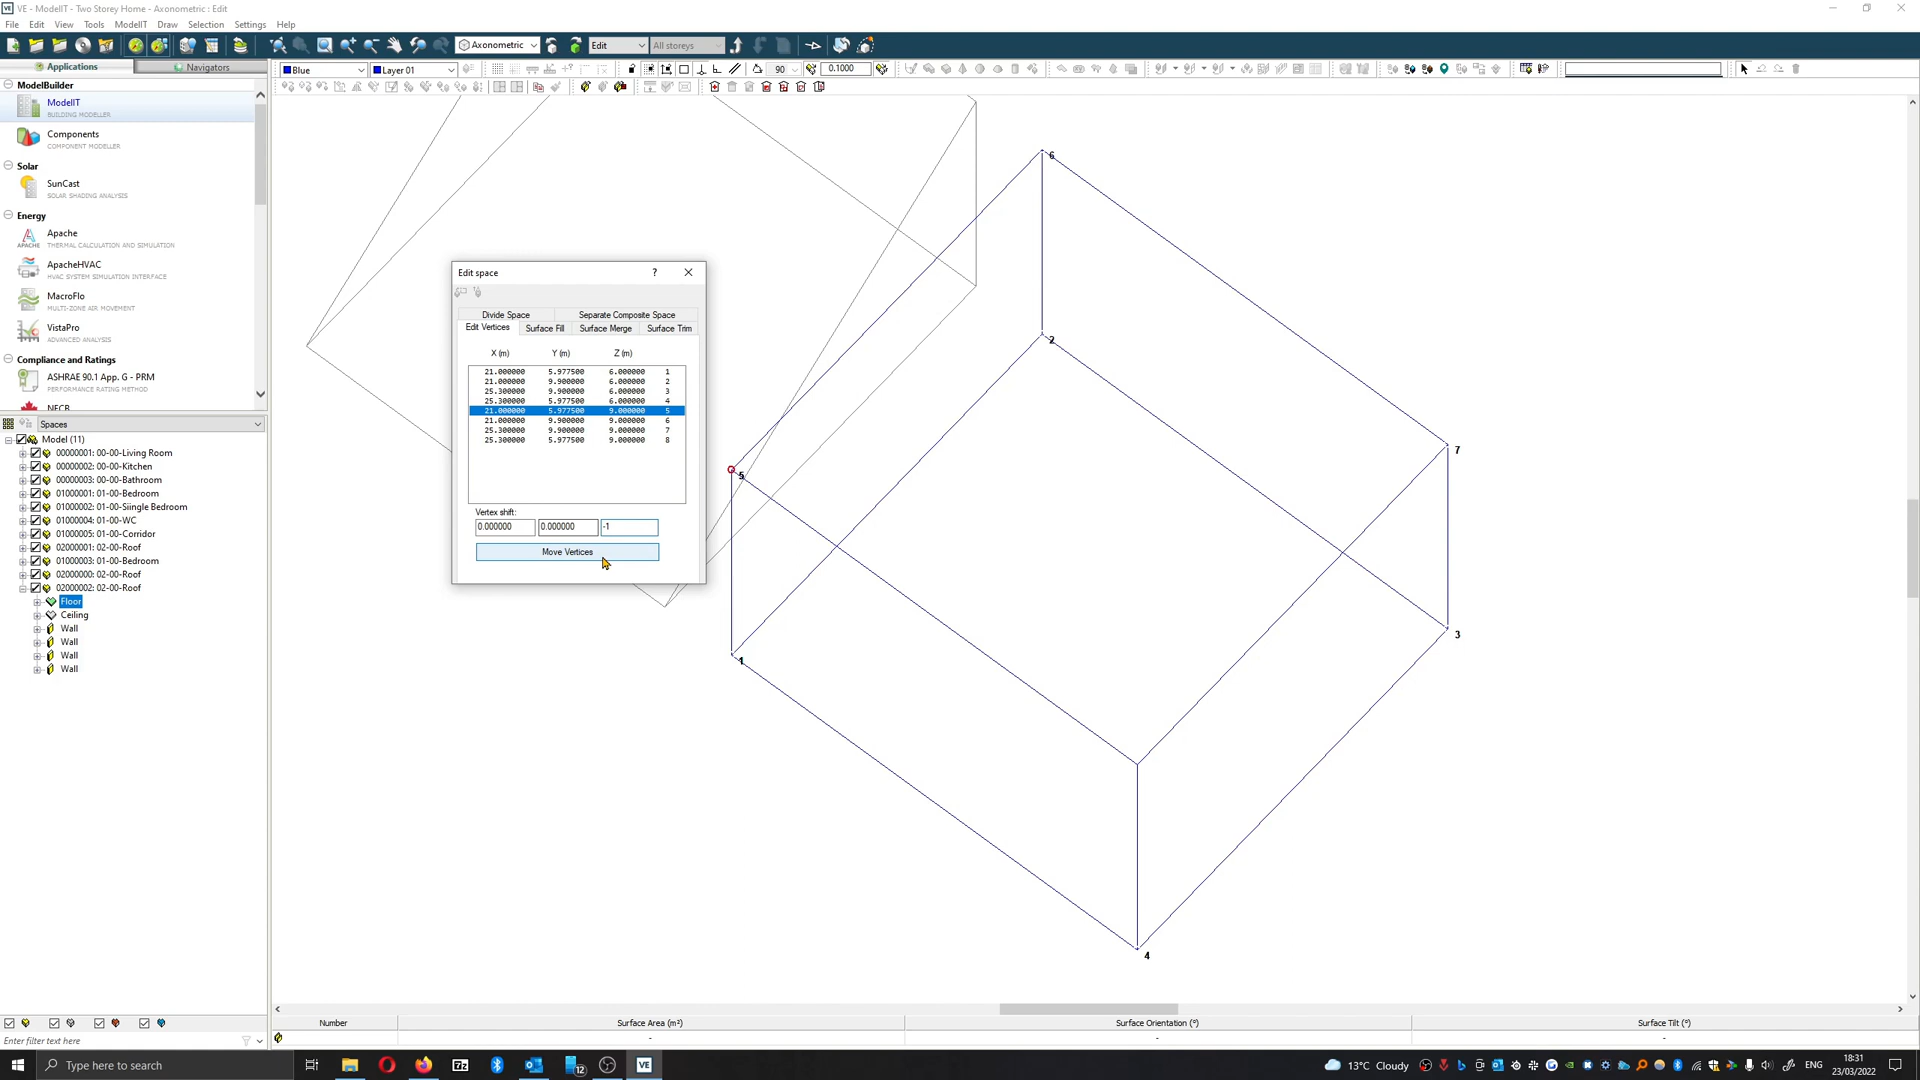 VE - ModelIT - Two Storey Home - Axonometric : Edit
File Edit View Tools ModelIT Draw Selection Settings Help
Axonometric Edit All storeys
Applications Navigators
Blue Layer 01 90 0.1000
ModelBuilder
ModelIT
BUILDING MODELLER
Components
COMPONENT MODELLER
Solar
SunCast
SOLAR SHADING ANALYSIS
Energy
Apache
THERMAL CALCULATION AND SIMULATION
ApacheHVAC
HVAC SYSTEM SIMULATION INTERFACE
MacroFlo
MULTI-ZONE AIR MOVEMENT
VistaPro
ADVANCED ANALYSIS
Compliance and Ratings
ASHRAE 90.1 App. G - PRM
PERFORMANCE RATING METHOD
NECB
Spaces
Model (11)
00000001: 00-00-Living Room
00000002: 00-00-Kitchen
00000003: 00-00-Bathroom
01000001: 01-00-Bedroom
01000002: 01-00-Siingle Bedroom
01000004: 01-00-WC
01000005: 01-00-Corridor
02000001: 02-00-Roof
01000003: 01-00-Bedroom
02000000: 02-00-Roof
02000002: 02-00-Roof
Floor
Ceiling
Wall
Wall
Wall
Wall
Enter filter text here
Edit space ?
Divide Space Separate Composite Space
Edit Vertices Surface Fill Surface Merge Surface Trim
X (m) Y (m) Z (m)
21.000000 5.977500 6.000000 1
21.000000 9.900000 6.000000 2
25.300000 9.900000 6.000000 3
25.300000 5.977500 6.000000 4
21.000000 5.977500 9.000000 5
21.000000 9.900000 9.000000 6
25.300000 9.900000 9.000000 7
25.300000 5.977500 9.000000 8
Vertex shift:
0.000000 0.000000 -1
Move Vertices
6
2
7
5
3
1
4
Number Surface Area (m²) Surface Orientation (°) Surface Tilt (°)
- - -
Type here to search
7z
12
VE
13°C Cloudy
ENG
18:31
23/03/2022